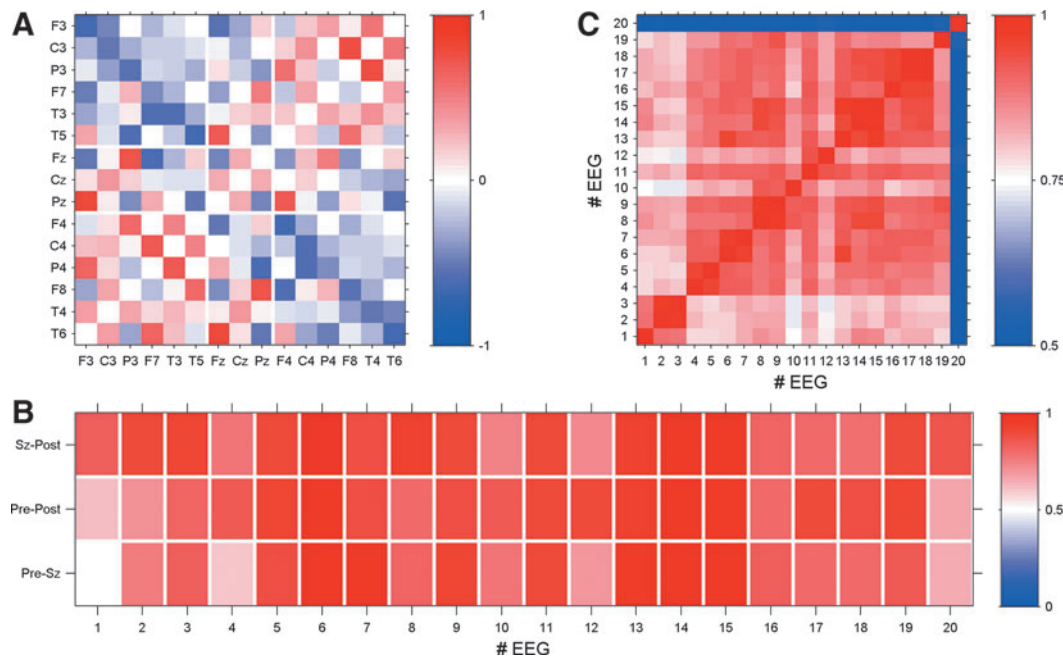 A
F3
C3
P3
F7
T3
T5
Fz
Cz
Pz
F4
C4
P4
F8
T4
T6
F3 C3 P3 F7 T3 T5 Fz Cz Pz F4 C4 P4 F8 T4 T6
1
0
-1
C
# EEG
20
19
18
17
16
15
14
13
12
11
10
9
8
7
6
5
4
3
2
1
1 2 3 4 5 6 7 8 9 10 11 12 13 14 15 16 17 18 19 20
# EEG
1
0.75
0.5
B
Sz-Post
Pre-Post
Pre-Sz
1 2 3 4 5 6 7 8 9 10 11 12 13 14 15 16 17 18 19 20
# EEG
1
0.5
0